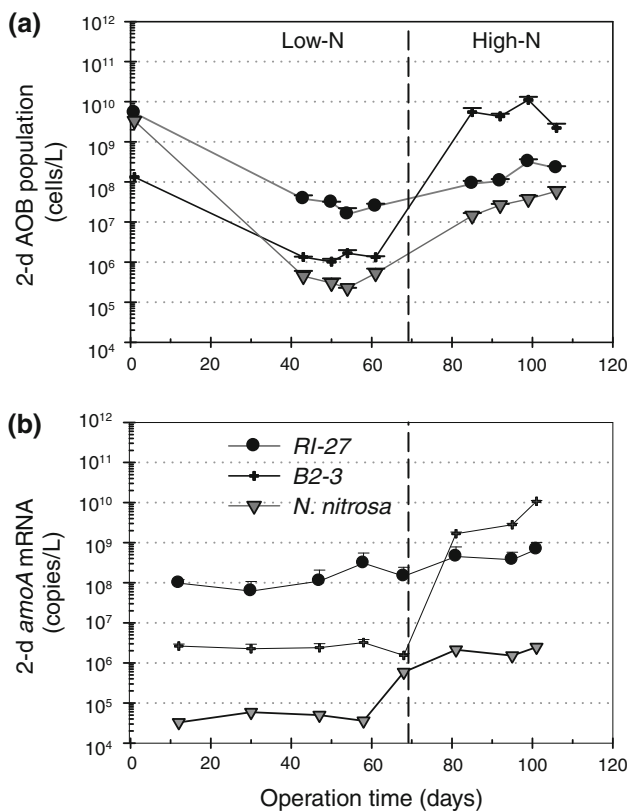 (a)
Low-N High-N
2-d AOB population
(cells/L)
10¹²
10¹¹
10¹⁰
10⁹
10⁸
10⁷
10⁶
10⁵
10⁴
0 20 40 60 80 100 120
(b)
RI-27
B2-3
N. nitrosa
2-d amoA mRNA
(copies/L)
10¹²
10¹¹
10¹⁰
10⁹
10⁸
10⁷
10⁶
10⁵
10⁴
0 20 40 60 80 100 120
Operation time (days)